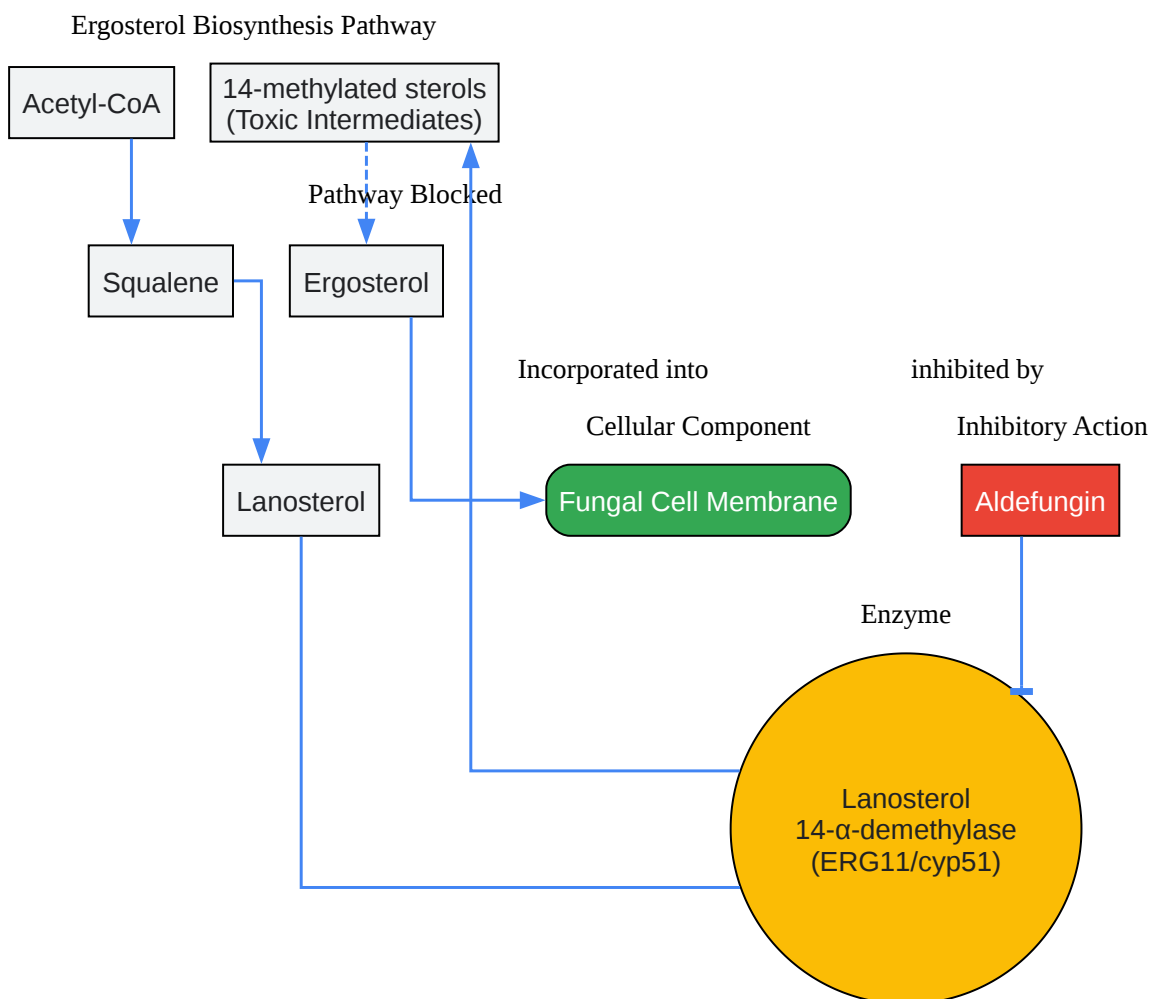 Ergosterol Biosynthesis Pathway
Acetyl-CoA
14-methylated sterols
(Toxic Intermediates)
Pathway Blocked
Squalene
Ergosterol
Incorporated into
inhibited by
Cellular Component
Inhibitory Action
Lanosterol
Fungal Cell Membrane
Aldefungin
Enzyme
Lanosterol
14-α-demethylase
(ERG11/cyp51)